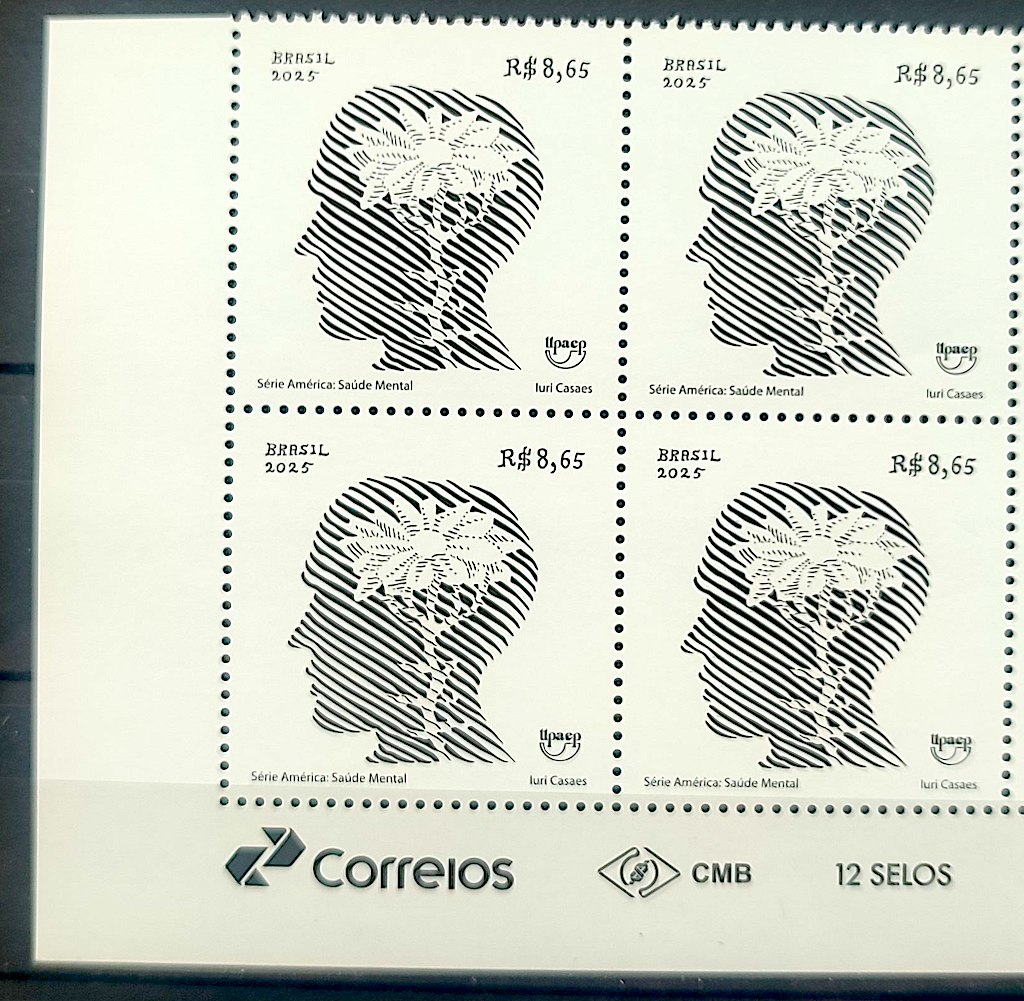 BRASIL
2025
R$ 8,65
Upaep
Série América: Saúde Mental
Iuri Casaes
BRASIL
2025
R$ 8,65
Upaep
Série América: Saúde Mental
Iuri Casaes
BRASIL
2025
R$ 8,65
Upaep
Série América: Saúde Mental
Iuri Casaes
BRASIL
2025
R$ 8,65
Upaep
Série América: Saúde Mental
Iuri Casaes
Correios
CMB
12 SELOS